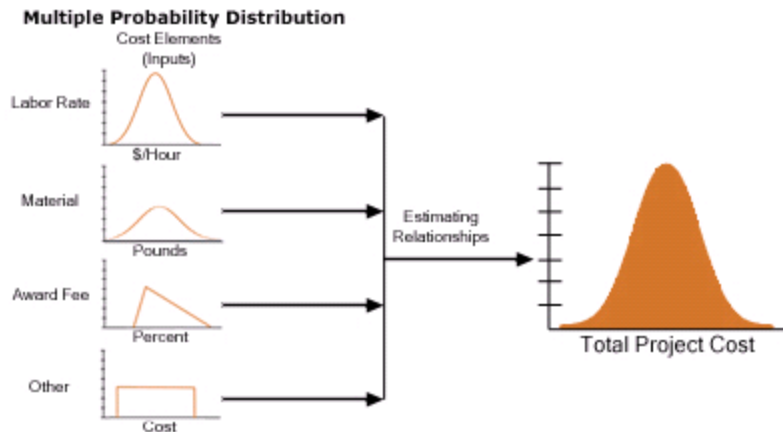 Multiple Probability Distribution
Cost Elements
(Inputs)
Labor Rate
$/Hour
Material
Pounds
Estimating
Relationships
Award Fee
Percent
Total Project Cost
Other
Cost